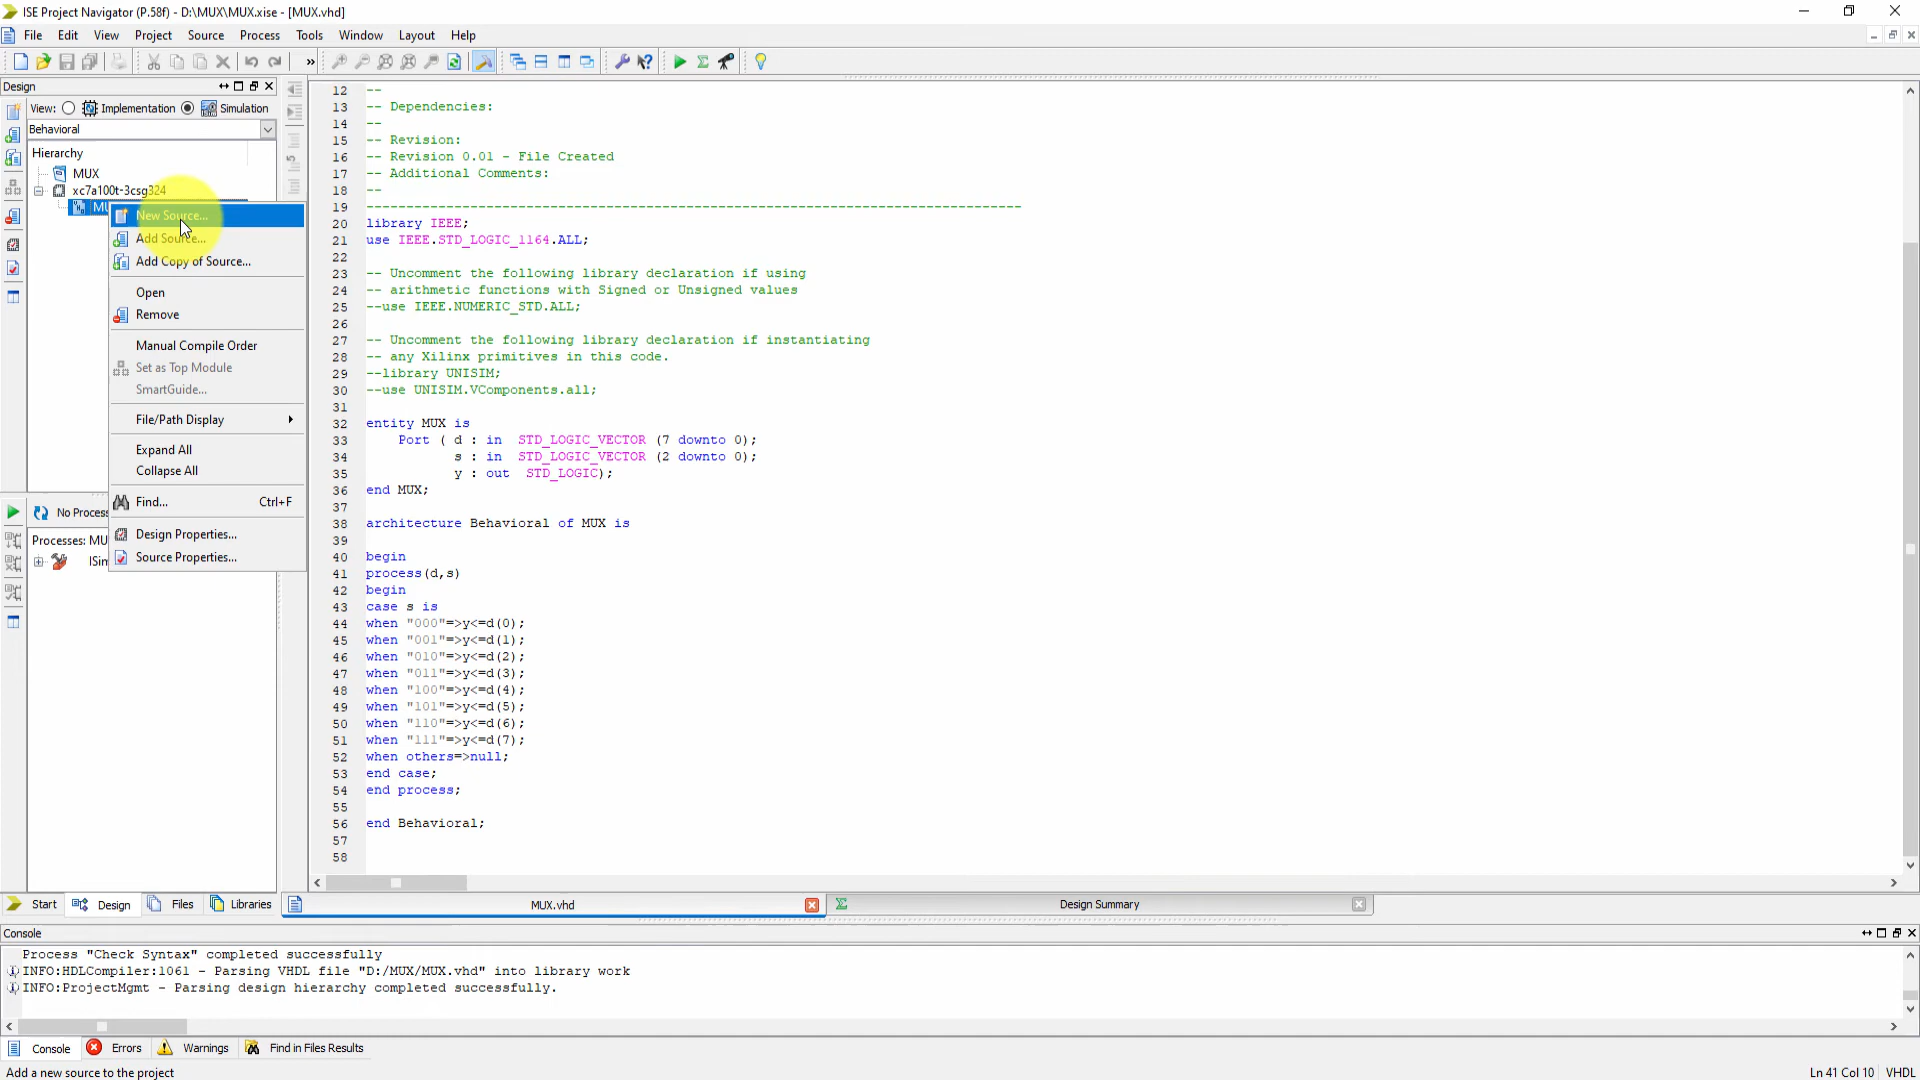 ISE Project Navigator (P.58f) - D:\MUX\MUX.xise - [MUX.vhd]
File Edit View Project Source Process Tools Window Layout Help
Design
View: Implementation Simulation
Behavioral
Hierarchy
MUX
xc7a100t-3csg324
New Source...
Add Source...
Add Copy of Source...
Open
Remove
Manual Compile Order
Set as Top Module
SmartGuide...
File/Path Display
Expand All
Collapse All
Find... Ctrl+F
Design Properties...
Source Properties...
No Process
Processes: MU
ISim
12 --
13 -- Dependencies:
14 --
15 -- Revision:
16 -- Revision 0.01 - File Created
17 -- Additional Comments:
18 --
19 ----------------------------------------------------------------------------------
20 library IEEE;
21 use IEEE.STD_LOGIC_1164.ALL;
22
23 -- Uncomment the following library declaration if using
24 -- arithmetic functions with Signed or Unsigned values
25 --use IEEE.NUMERIC_STD.ALL;
26
27 -- Uncomment the following library declaration if instantiating
28 -- any Xilinx primitives in this code.
29 --library UNISIM;
30 --use UNISIM.VComponents.all;
31
32 entity MUX is
33 Port ( d : in STD_LOGIC_VECTOR (7 downto 0);
34 s : in STD_LOGIC_VECTOR (2 downto 0);
35 y : out STD_LOGIC);
36 end MUX;
37
38 architecture Behavioral of MUX is
39
40 begin
41 process(d,s)
42 begin
43 case s is
44 when "000"=>y<=d(0);
45 when "001"=>y<=d(1);
46 when "010"=>y<=d(2);
47 when "011"=>y<=d(3);
48 when "100"=>y<=d(4);
49 when "101"=>y<=d(5);
50 when "110"=>y<=d(6);
51 when "111"=>y<=d(7);
52 when others=>null;
53 end case;
54 end process;
55
56 end Behavioral;
57
58
Start Design Files Libraries MUX.vhd Design Summary
Console
Process "Check Syntax" completed successfully
INFO:HDLCompiler:1061 - Parsing VHDL file "D:/MUX/MUX.vhd" into library work
INFO:ProjectMgmt - Parsing design hierarchy completed successfully.
Console Errors Warnings Find in Files Results
Add a new source to the project Ln 41 Col 10 VHDL